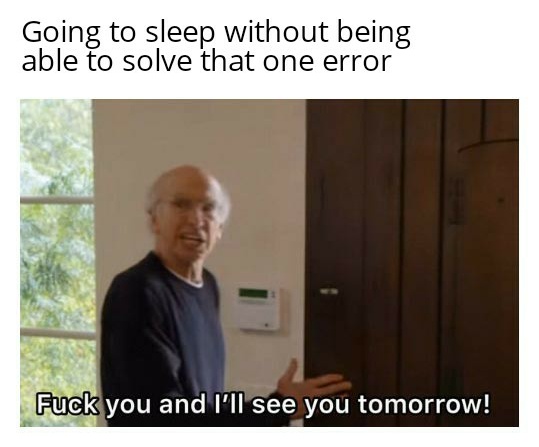 Going to sleep without being
able to solve that one error
Fuck you and I'll see you tomorrow!